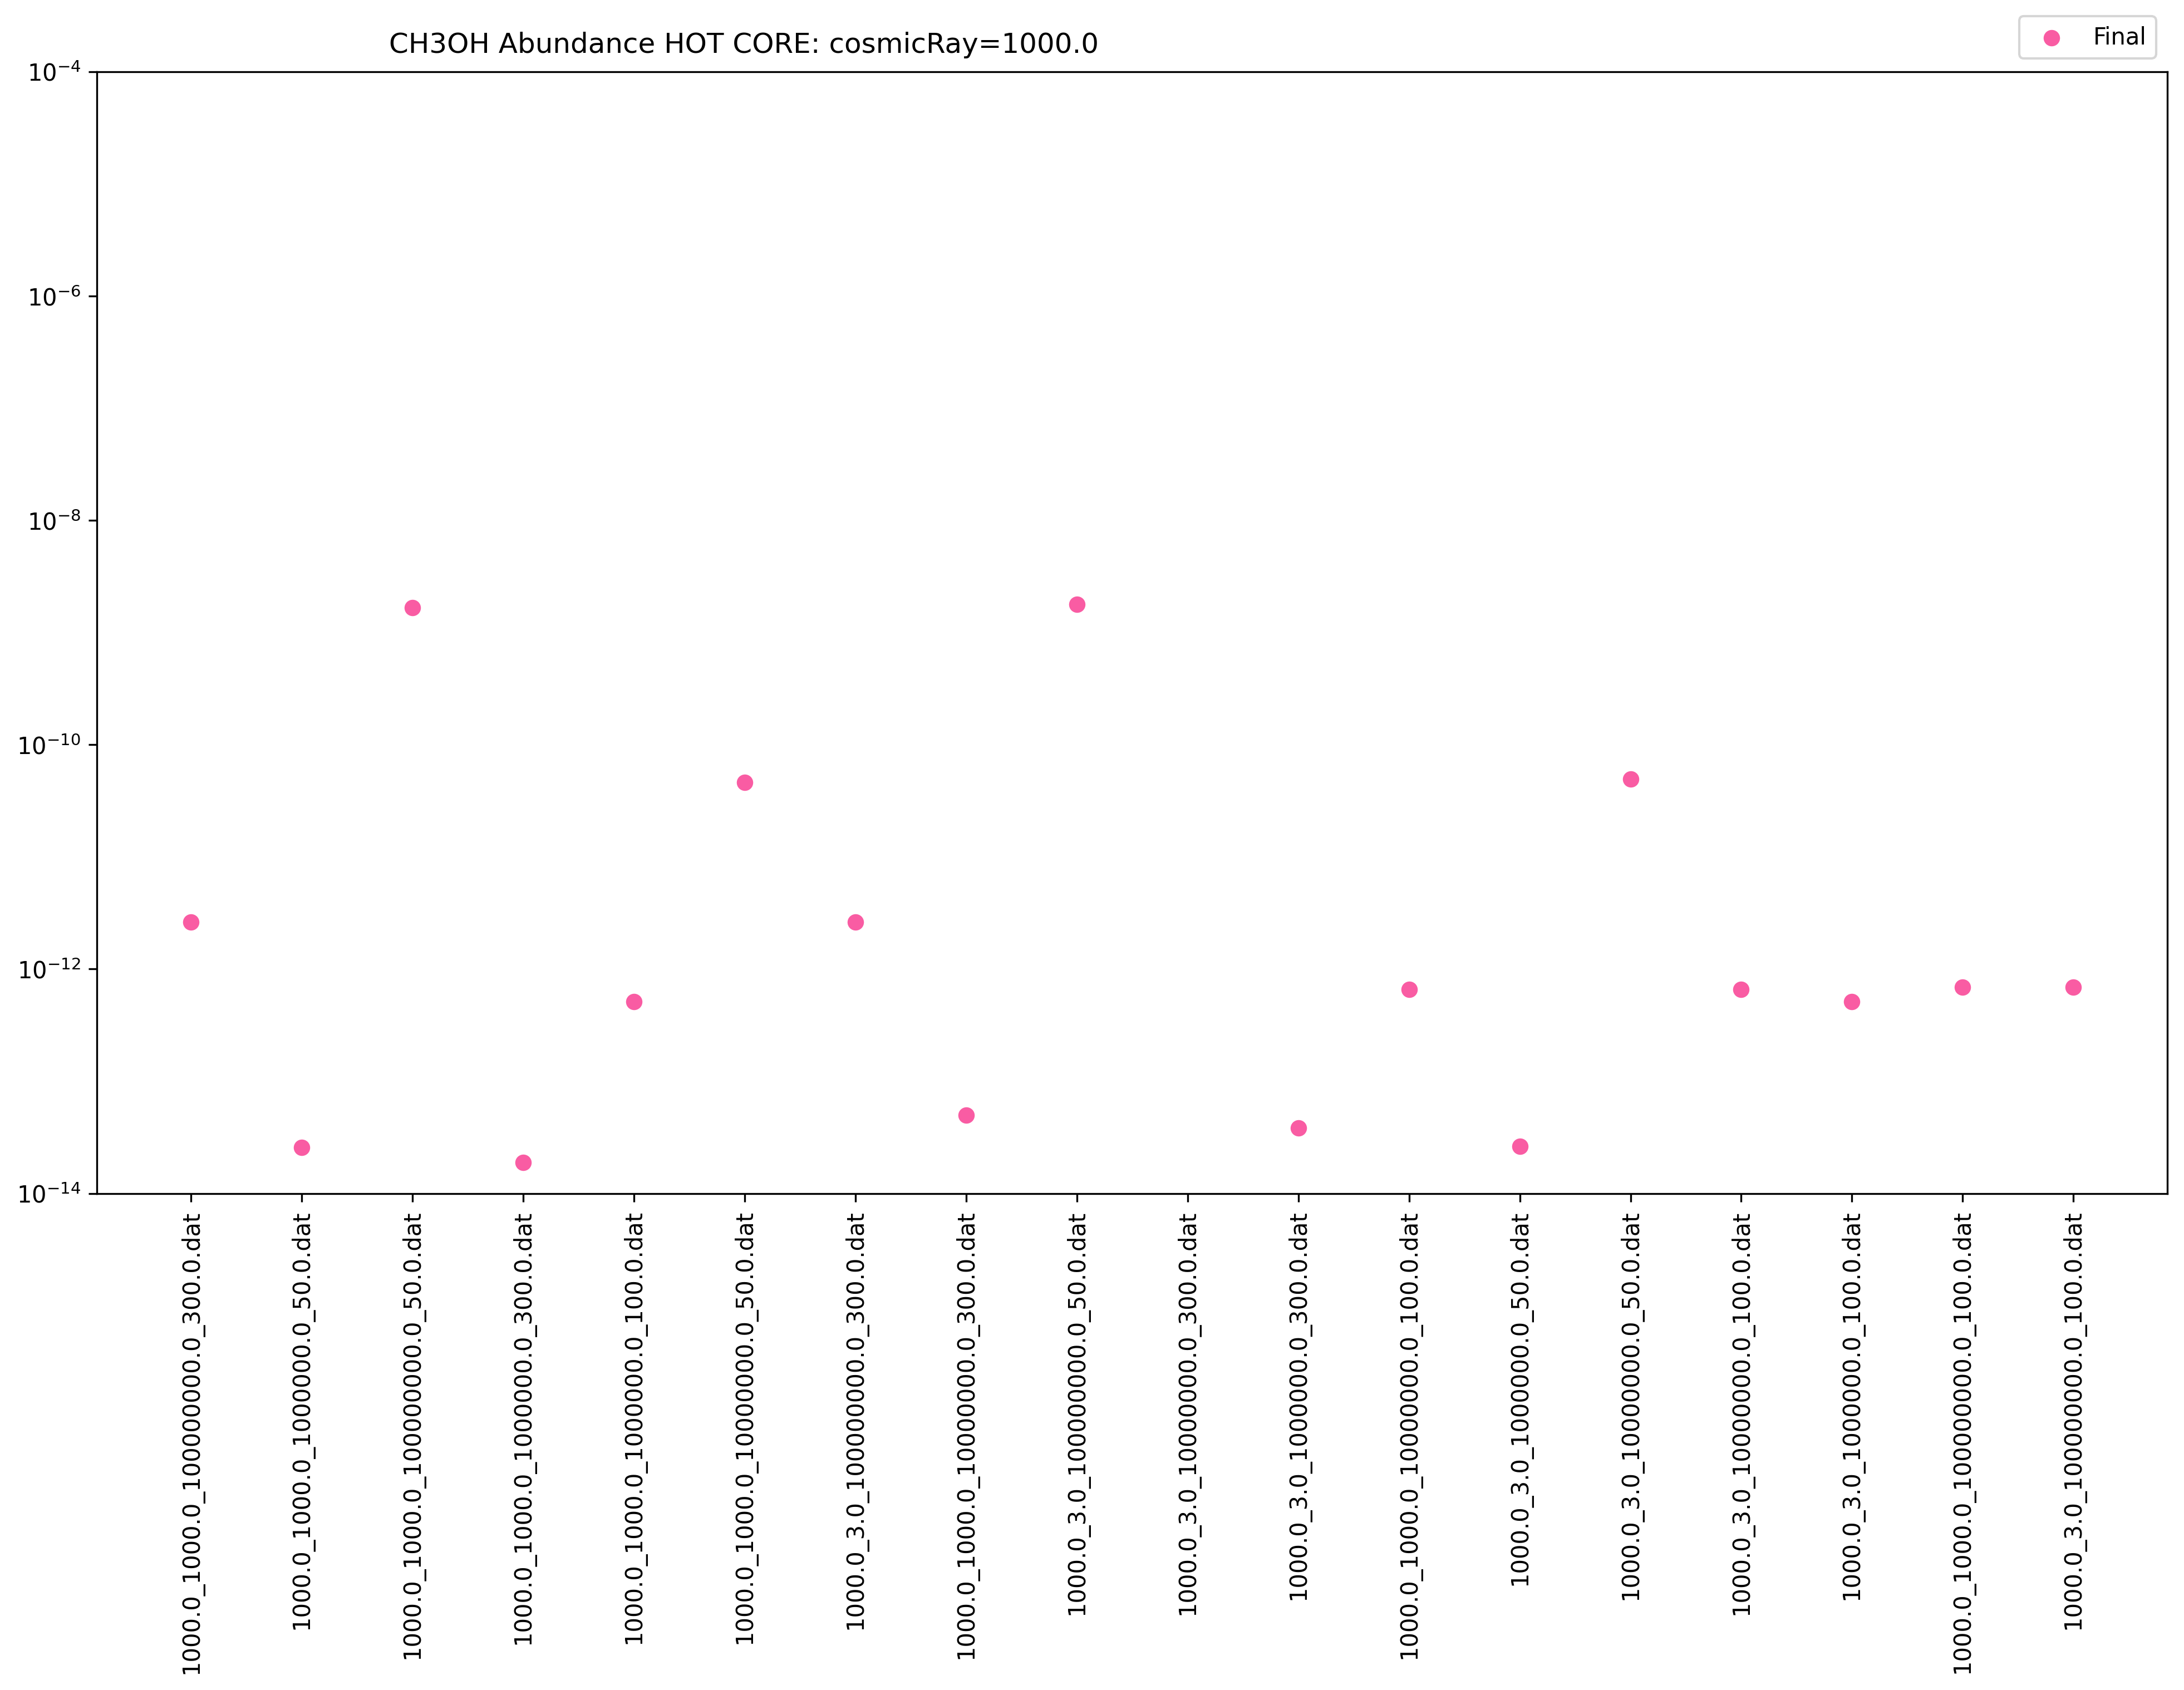 CH3OH Abundance HOT CORE: cosmicRay=1000.0
Final
10⁻⁴
10⁻⁶
10⁻⁸
10⁻¹⁰
10⁻¹²
10⁻¹⁴
1000.0_1000.0_100000000.0_300.0.dat
1000.0_1000.0_1000000.0_50.0.dat
1000.0_1000.0_100000000.0_50.0.dat
1000.0_1000.0_1000000.0_300.0.dat
1000.0_1000.0_1000000.0_100.0.dat
1000.0_1000.0_10000000.0_50.0.dat
1000.0_3.0_100000000.0_300.0.dat
1000.0_1000.0_10000000.0_300.0.dat
1000.0_3.0_100000000.0_50.0.dat
1000.0_3.0_10000000.0_300.0.dat
1000.0_3.0_1000000.0_300.0.dat
1000.0_1000.0_10000000.0_100.0.dat
1000.0_3.0_1000000.0_50.0.dat
1000.0_3.0_10000000.0_50.0.dat
1000.0_3.0_10000000.0_100.0.dat
1000.0_3.0_1000000.0_100.0.dat
1000.0_1000.0_100000000.0_100.0.dat
1000.0_3.0_100000000.0_100.0.dat